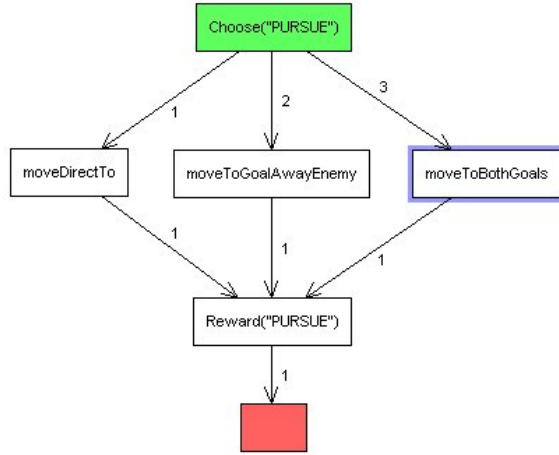 Choose("PURSUE")
1
2
3
moveDirectTo
moveToGoalAwayEnemy
moveToBothGoals
1
1
1
Reward("PURSUE")
1